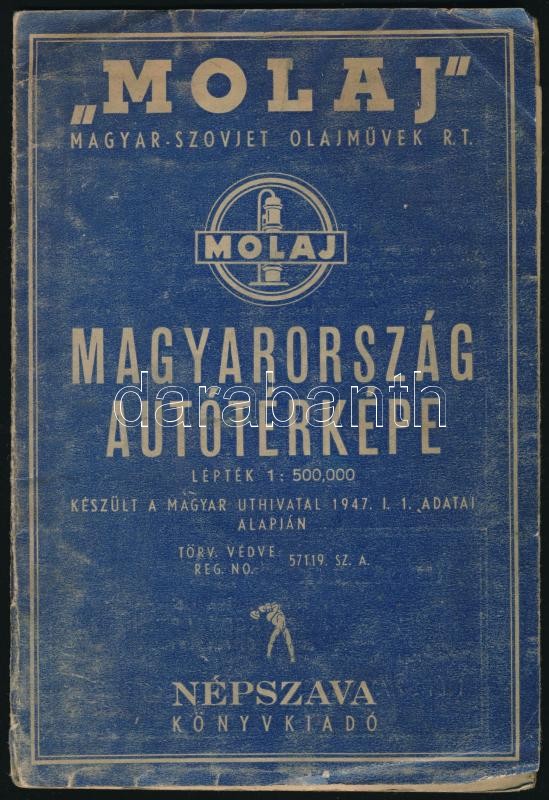 „MOLAJ"
MAGYAR-SZOVJET OLAJMŰVEK R.T.
MOLAJ
MAGYARORSZÁG
darabanth
AUTÓTÉRKÉPE
LÉPTÉK 1: 500,000
KÉSZÜLT A MAGYAR UTHIVATAL 1947. I. 1. ADATAI
ALAPJÁN
TÖRV. VÉDVE
REG. NO. 57119. SZ. A.
NÉPSZAVA
KÖNYVKIADÓ